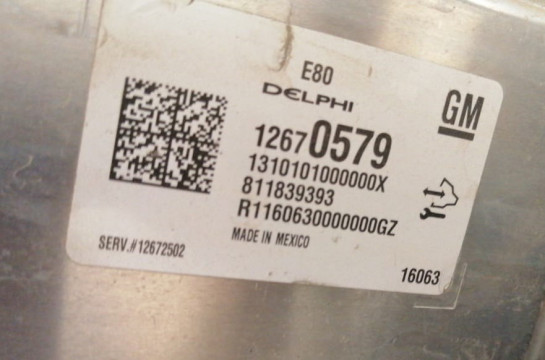 E80
DELPHI
GM
12670579
1310101000000X
811839393
R1160630000000GZ
MADE IN MEXICO
SERV.#12672502
16063